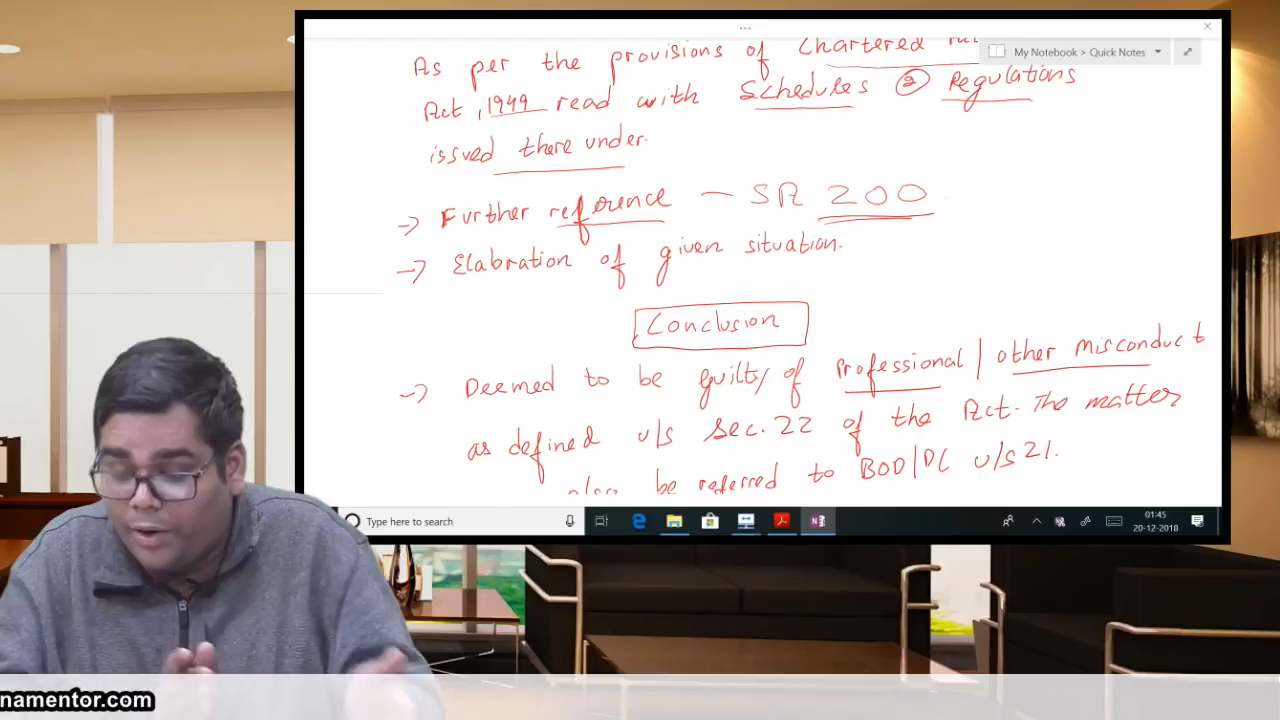 ...
My Notebook > Quick Notes
As per the provisions of Chartered
Act, 1949 read with Schedules & Regulations
issued there under.
→ Further reference — SA 200
→ Elabration of given situation.
Conclusion
→ Deemed to be guilty of Professional / other misconduct
as defined u/s Sec. 22 of the Act. The matter
also be referred to BOD/DC u/s 21.
Type here to search
01:45
20-12-2018
namentor.com